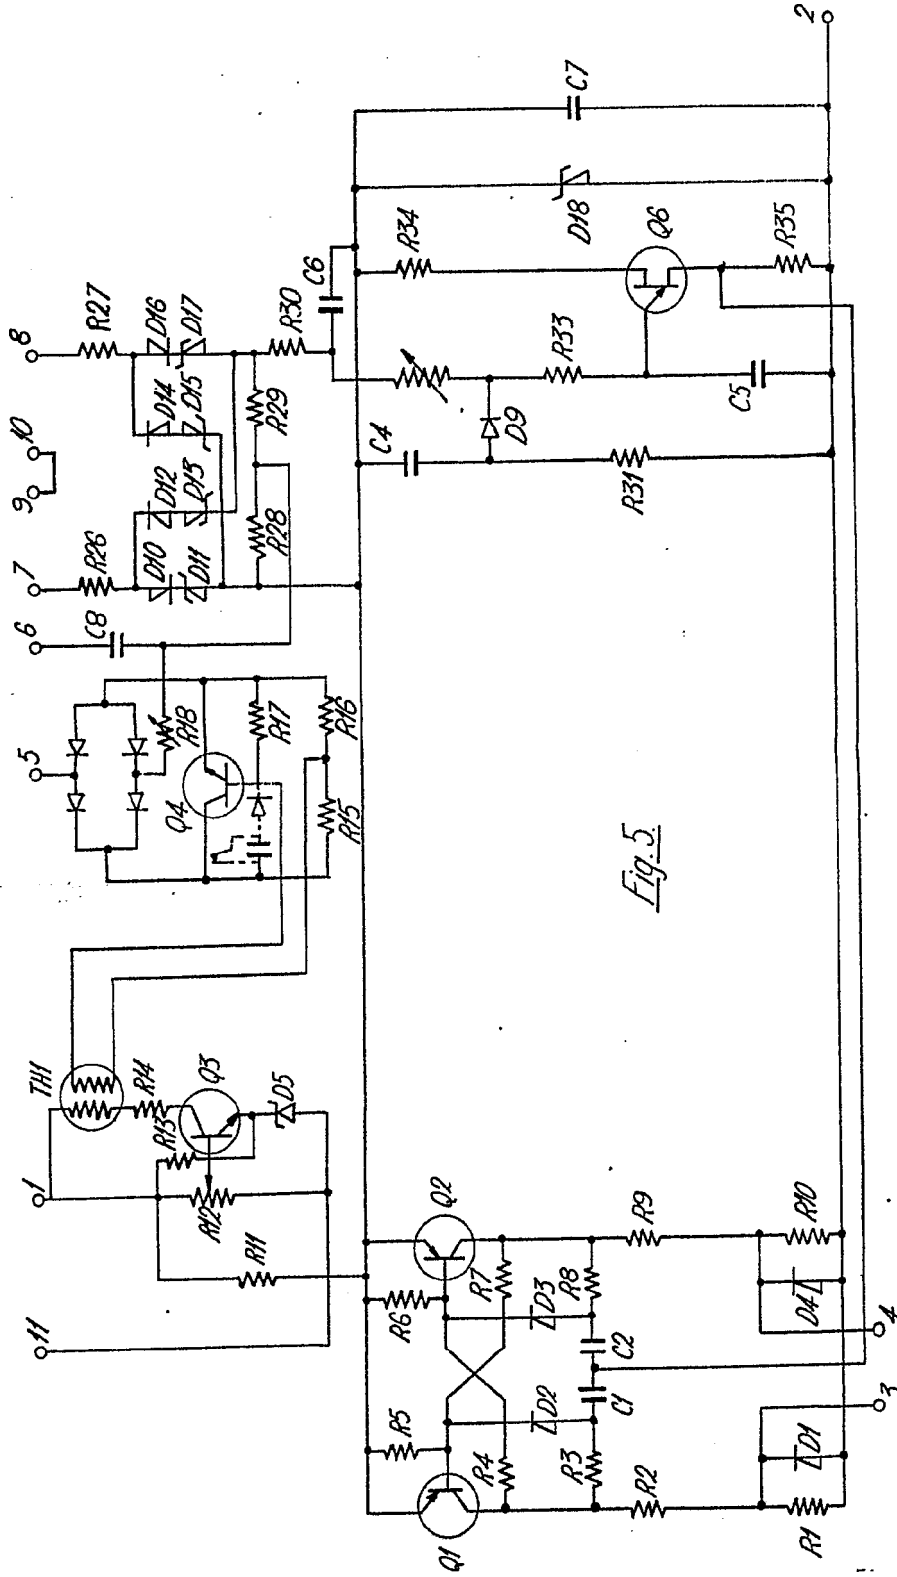 1
11
TH1
R14
R13
Q3
R12
R11
D5
5
6
7
9
10
8
C8
R26
R27
D10
D12
D14
D16
D11
D13
D15
D17
R18
Q4
R17
R16
R15
R28
R29
R30
C6
2
C7
D18
R34
Q6
R35
R33
C4
D9
C5
R31
Fig. 5.
Q1
Q2
R5
R6
R4
R7
D2
D3
R3
R8
C1
C2
R2
R9
R1
D1
D4
R10
3
4